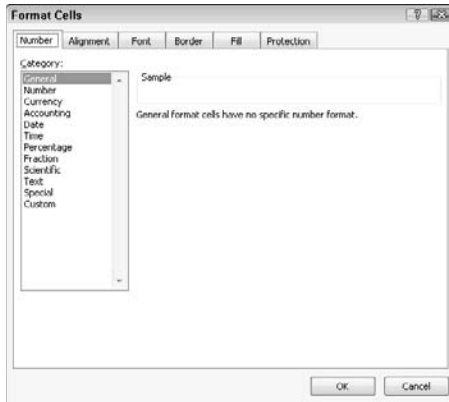 Format Cells
Number Alignment Font Border Fill Protection
Category:
General
Number
Currency
Accounting
Date
Time
Percentage
Fraction
Scientific
Text
Special
Custom
Sample
General format cells have no specific number format.
OK Cancel